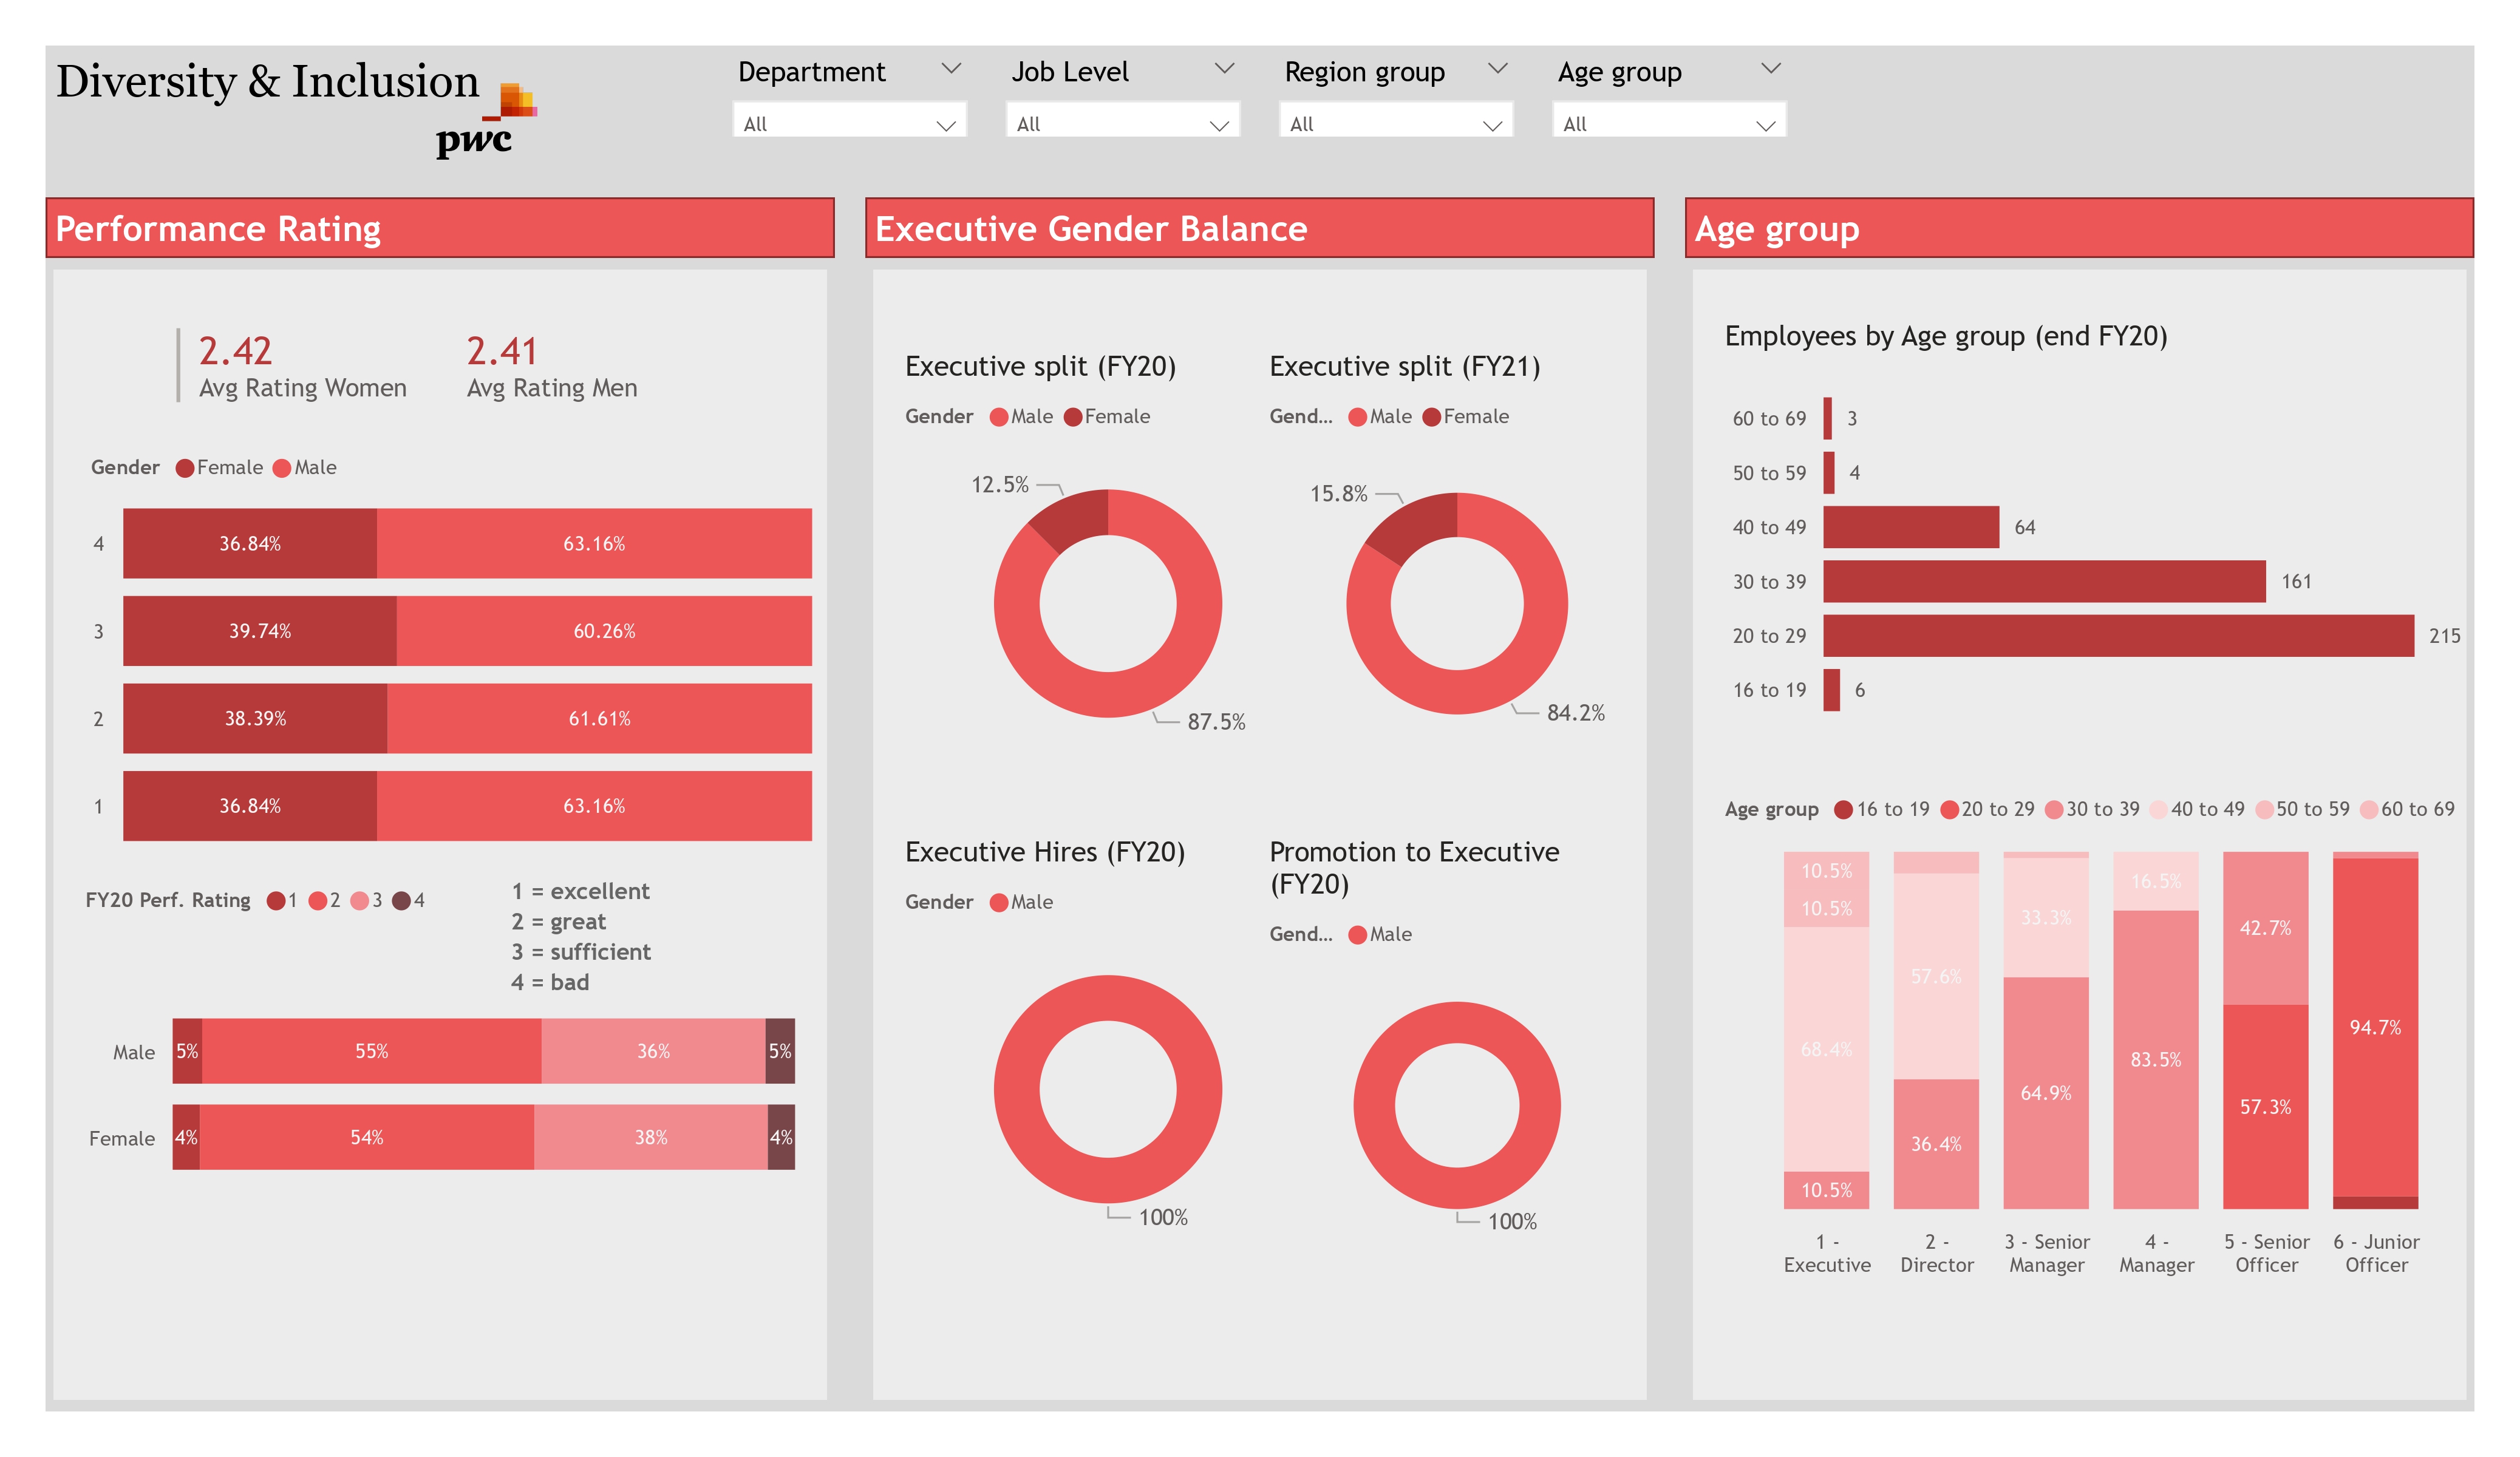 Diversity & Inclusion
pwc
Department
Job Level
Region group
Age group
All
All
All
All
Performance Rating
2.42
Avg Rating Women
2.41
Avg Rating Men
Gender Female Male
4 36.84% 63.16%
3 39.74% 60.26%
2 38.39% 61.61%
1 36.84% 63.16%
FY20 Perf. Rating 1 2 3 4
1 = excellent
2 = great
3 = sufficient
4 = bad
Male 5% 55% 36% 5%
Female 4% 54% 38% 4%
Executive Gender Balance
Executive split (FY20)
Gender Male Female
12.5%
87.5%
Executive split (FY21)
Gend... Male Female
15.8%
84.2%
Executive Hires (FY20)
Gender Male
100%
Promotion to Executive
(FY20)
Gend... Male
100%
Age group
Employees by Age group (end FY20)
60 to 69 3
50 to 59 4
40 to 49 64
30 to 39 161
20 to 29 215
16 to 19 6
Age group 16 to 19 20 to 29 30 to 39 40 to 49 50 to 59 60 to 69
10.5%
10.5%
68.4%
10.5%
1 -
Executive
57.6%
36.4%
2 -
Director
33.3%
64.9%
3 - Senior
Manager
16.5%
83.5%
4 -
Manager
42.7%
57.3%
5 - Senior
Officer
94.7%
6 - Junior
Officer